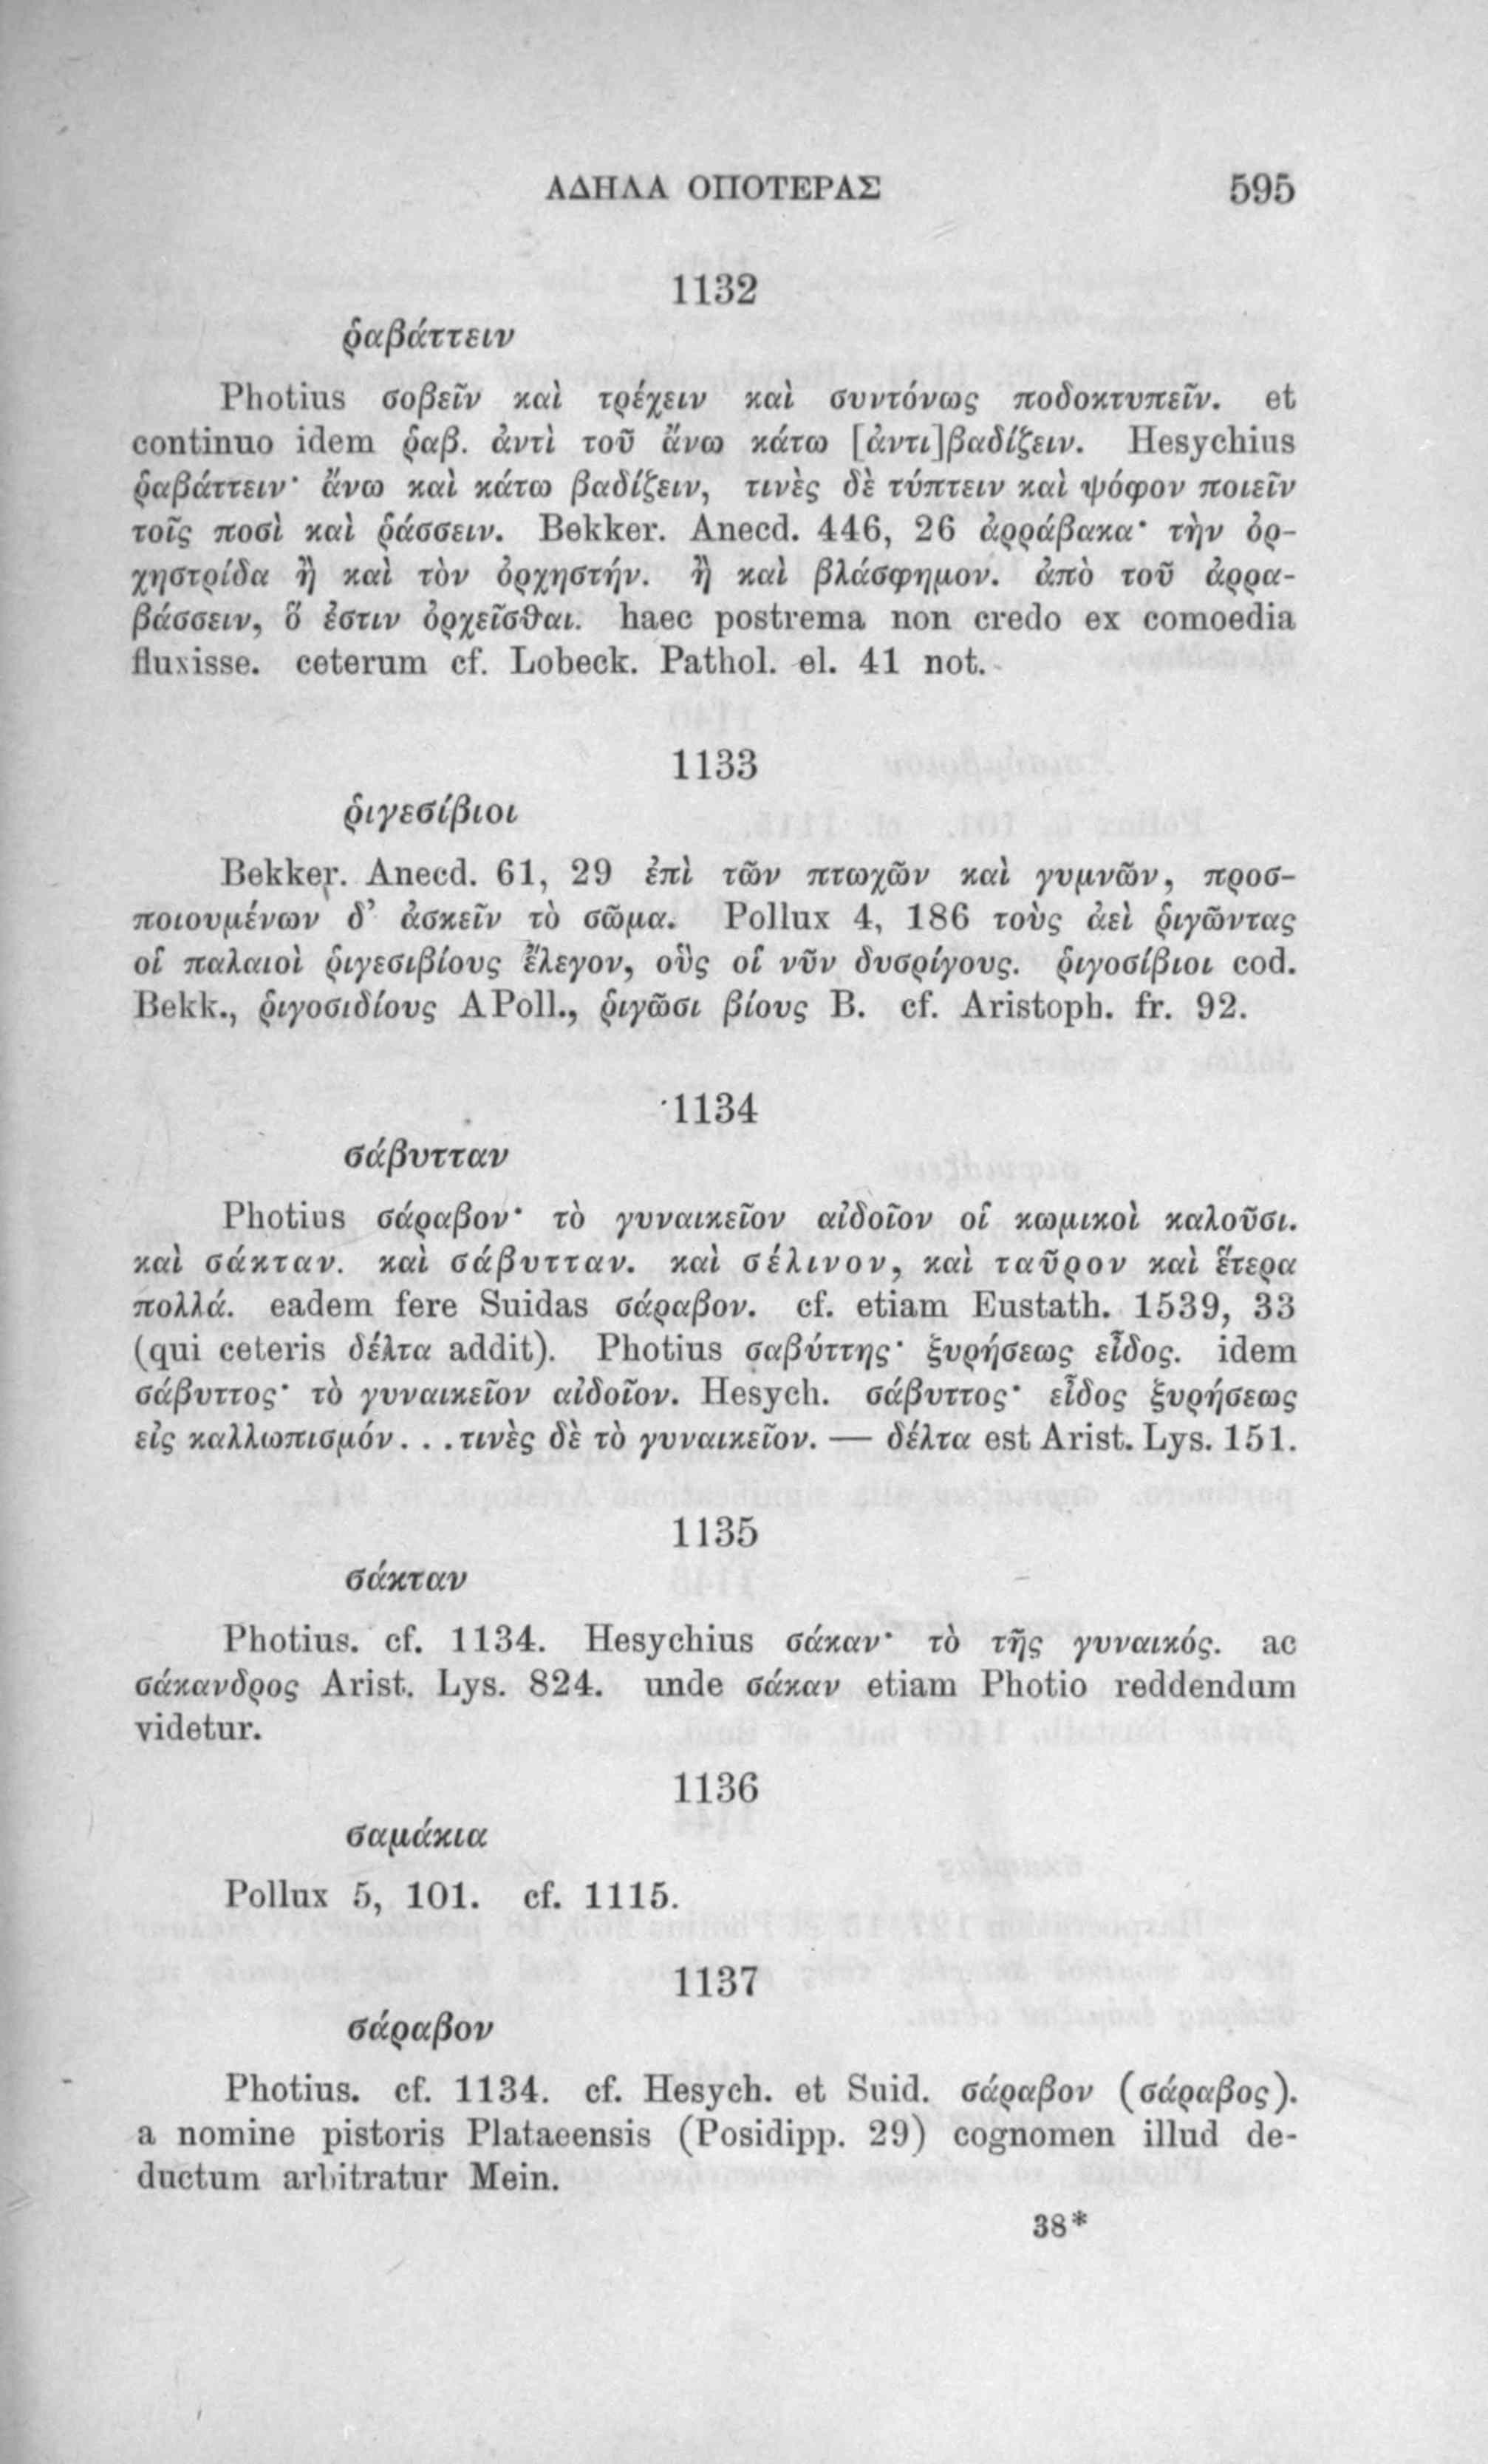 ΑΔΗΛΑ ΟΠΟΤΕΡΑΣ 595
1132
ῥαβάττειν
Photius σοβεῖν καὶ τρέχειν καὶ συντόνως ποδοκτυπεῖν. et
continuo idem ῥαβ. ἀντὶ τοῦ ἄνω κάτω [ἀντι]βαδίζειν. Hesychius
ῥαβάττειν· ἄνω καὶ κάτω βαδίζειν, τινὲς δὲ τύπτειν καὶ ψόφον ποιεῖν
τοῖς ποσὶ καὶ ῥάσσειν. Bekker. Anecd. 446, 26 ἀρράβακα· τὴν ὀρ-
χηστρίδα ἢ καὶ τὸν ὀρχηστήν. ἢ καὶ βλάσφημον. ἀπὸ τοῦ ἀρρα-
βάσσειν, ὅ ἐστιν ὀρχεῖσθαι. haec postrema non credo ex comoedia
fluxisse. ceterum cf. Lobeck. Pathol. el. 41 not.
1133
ῥιγεσίβιοι
Bekker. Anecd. 61, 29 ἐπὶ τῶν πτωχῶν καὶ γυμνῶν, προσ-
ποιουμένων δ' ἀσκεῖν τὸ σῶμα. Pollux 4, 186 τοὺς ἀεὶ ῥιγῶντας
οἱ παλαιοὶ ῥιγεσιβίους ἔλεγον, οὓς οἱ νῦν δυσρίγους. ῥιγοσίβιοι cod.
Bekk., ῥιγοσιδίους A Poll., ῥιγῶσι βίους B. cf. Aristoph. fr. 92.
1134
σάβυτταν
Photius σάραβον· τὸ γυναικεῖον αἰδοῖον οἱ κωμικοὶ καλοῦσι.
καὶ σάκταν. καὶ σάβυτταν. καὶ σέλινον, καὶ ταῦρον καὶ ἕτερα
πολλά. eadem fere Suidas σάραβον. cf. etiam Eustath. 1539, 33
(qui ceteris δέλτα addit). Photius σαβύττης· ξυρήσεως εἶδος. idem
σάβυττος· τὸ γυναικεῖον αἰδοῖον. Hesych. σάβυττος· εἶδος ξυρήσεως
εἰς καλλωπισμόν. . .τινὲς δὲ τὸ γυναικεῖον. — δέλτα est Arist. Lys. 151.
1135
σάκταν
Photius. cf. 1134. Hesychius σάκαν· τὸ τῆς γυναικός. ac
σάκανδρος Arist. Lys. 824. unde σάκαν etiam Photio reddendum
videtur.
1136
σαμάκια
Pollux 5, 101. cf. 1115.
1137
σάραβον
Photius. cf. 1134. cf. Hesych. et Suid. σάραβον (σάραβος).
a nomine pistoris Plataeensis (Posidipp. 29) cognomen illud de-
ductum arbitratur Mein.
38*